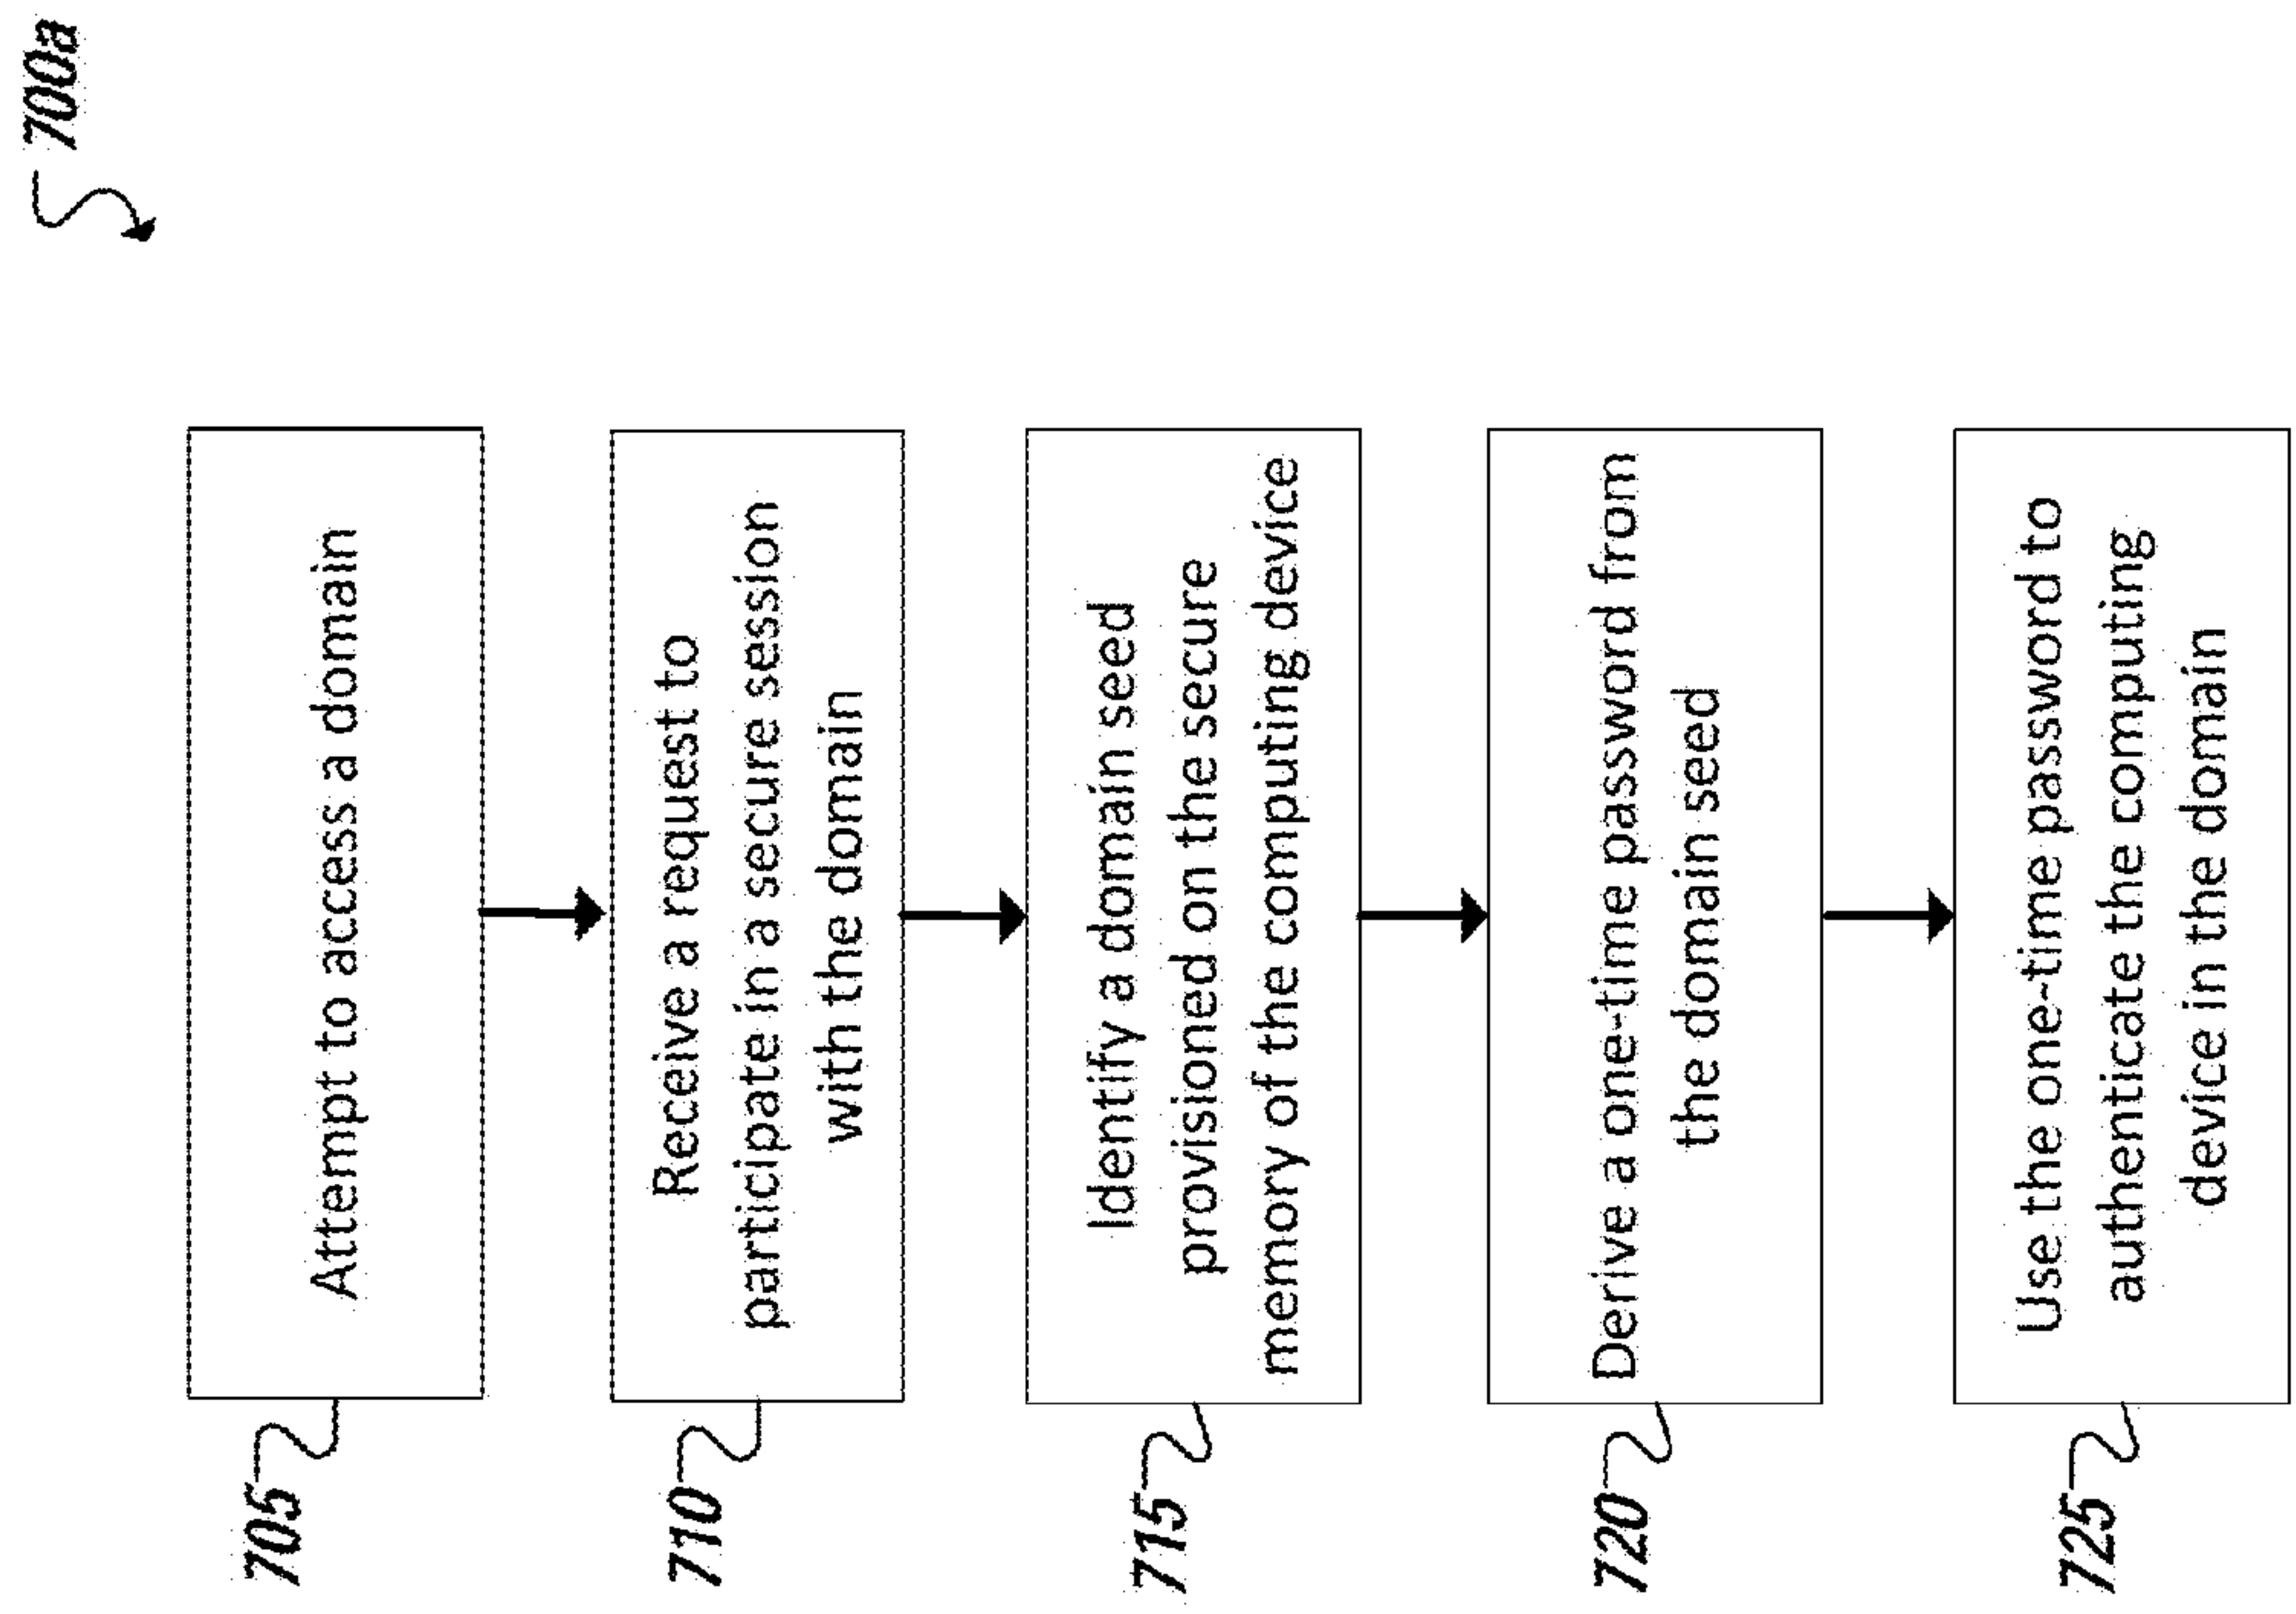 700a
705
Attempt to access a domain
710
Receive a request to
participate in a secure session
with the domain
715
Identify a domain seed
provisioned on the secure
memory of the computing device
720
Derive a one-time password from
the domain seed
725
Use the one-time password to
authenticate the computing
device in the domain